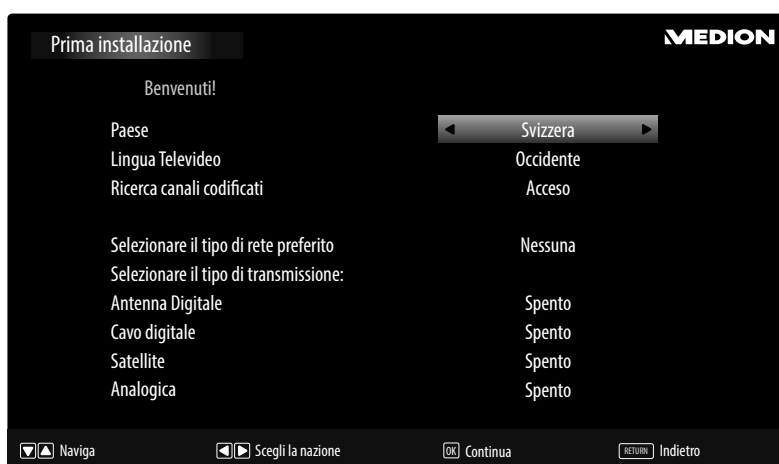 Prima installazione
MEDION
Benvenuti!
Paese Svizzera
Lingua Televideo Occidente
Ricerca canali codificati Acceso
Selezionare il tipo di rete preferito Nessuna
Selezionare il tipo di transmissione:
Antenna Digitale Spento
Cavo digitale Spento
Satellite Spento
Analogica Spento
Naviga Scegli la nazione OK Continua RETURN Indietro